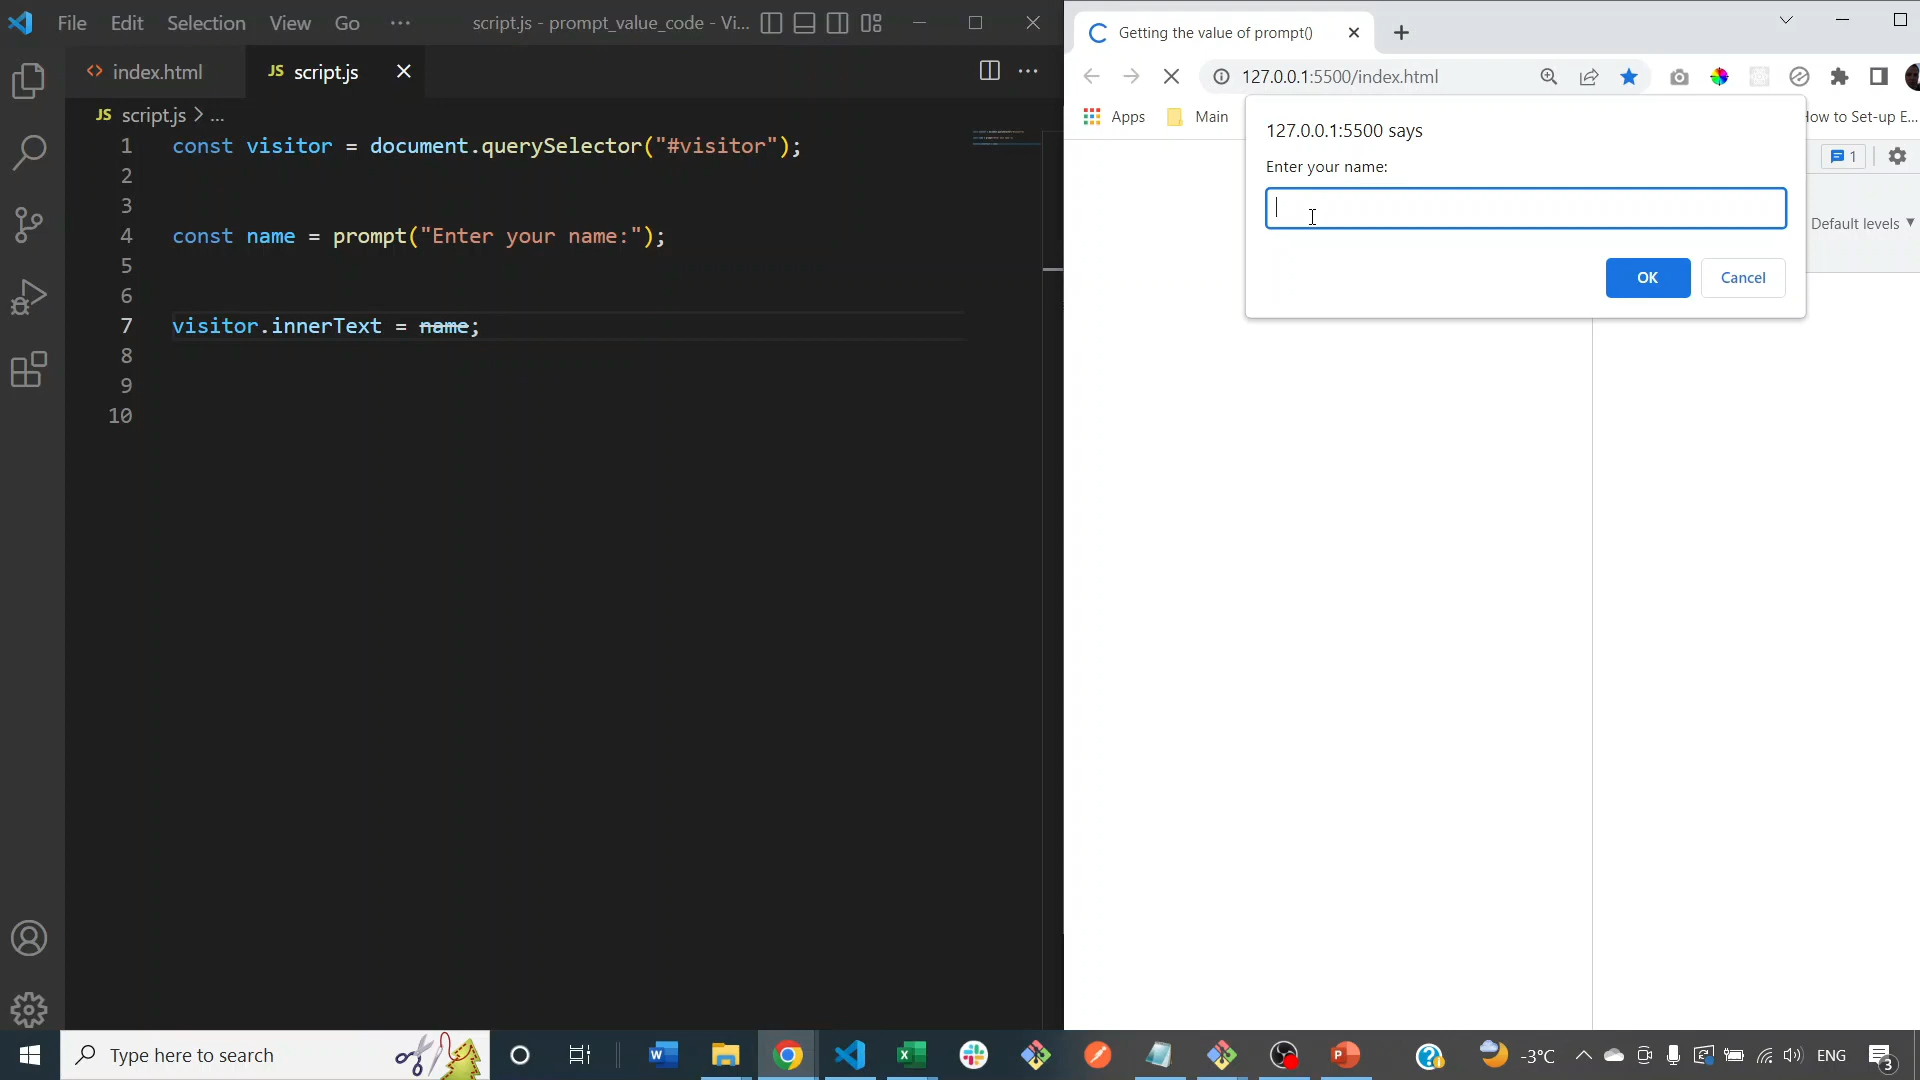 File Edit Selection View Go ··· script.js - prompt_value_code - Vi...
index.html JS script.js
JS script.js > ...
1 const visitor = document.querySelector("#visitor");
2
3
4 const name = prompt("Enter your name:");
5
6
7 visitor.innerText = name;
8
9
10
Getting the value of prompt()
127.0.0.1:5500/index.html
Apps Main How to Set-up E...
127.0.0.1:5500 says
Enter your name:
OK Cancel
1
Default levels
Type here to search
-3°C ENG 3